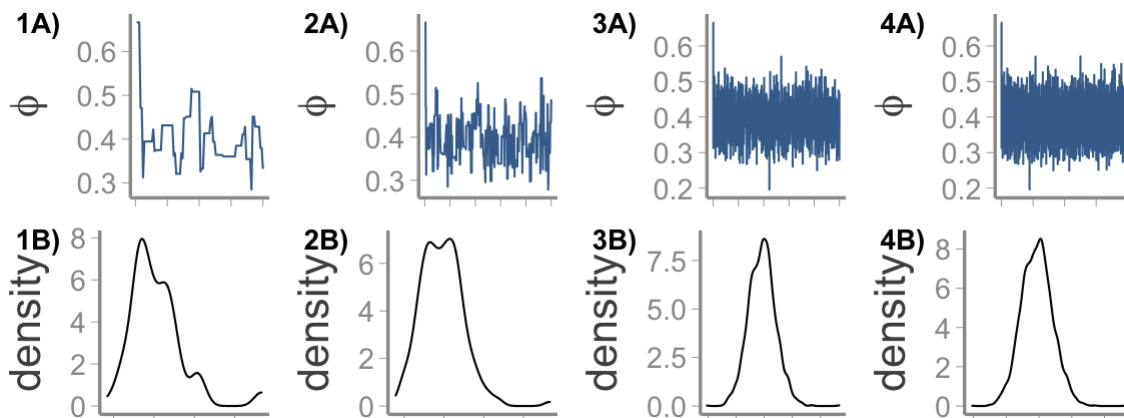 1A) 2A) 3A) 4A)
ϕ 0.6 0.5 0.4 0.3
ϕ 0.6 0.5 0.4 0.3
ϕ 0.6 0.5 0.4 0.3 0.2
ϕ 0.6 0.5 0.4 0.3 0.2
1B) 2B) 3B) 4B)
density 8 6 4 2 0
density 6 4 2 0
density 7.5 5.0 2.5 0.0
density 8 6 4 2 0